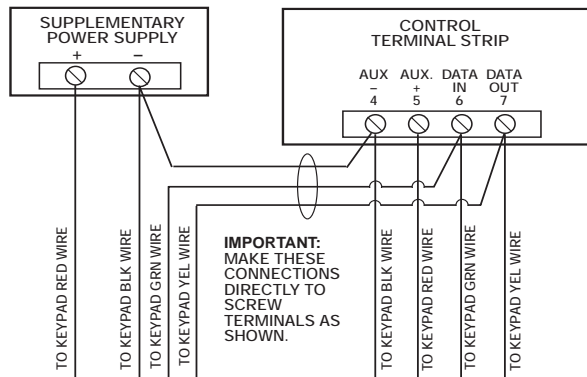 SUPPLEMENTARY
POWER SUPPLY
+ –
CONTROL
TERMINAL STRIP
AUX
–
4
AUX.
+
5
DATA
IN
6
DATA
OUT
7
IMPORTANT:
MAKE THESE
CONNECTIONS
DIRECTLY TO
SCREW
TERMINALS AS
SHOWN.
TO KEYPAD RED WIRE
TO KEYPAD BLK WIRE
TO KEYPAD GRN WIRE
TO KEYPAD YEL WIRE
TO KEYPAD BLK WIRE
TO KEYPAD RED WIRE
TO KEYPAD GRN WIRE
TO KEYPAD YEL WIRE